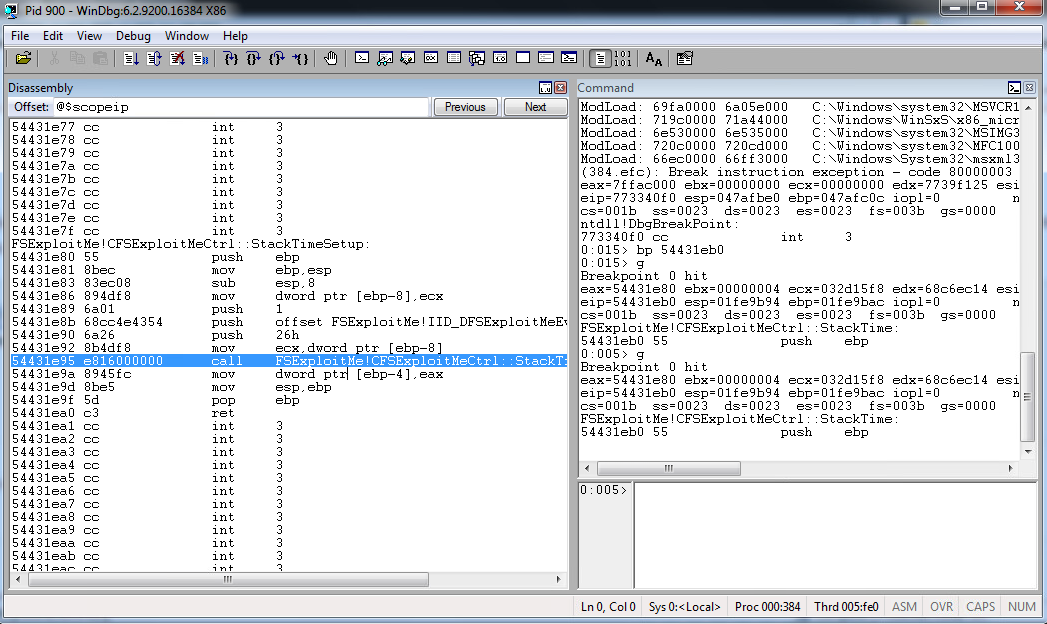 Pid 900 - WinDbg:6.2.9200.16384 X86
File Edit View Debug Window Help
Disassembly
Offset: @$scopeip Previous Next
54431e77 cc int 3
54431e78 cc int 3
54431e79 cc int 3
54431e7a cc int 3
54431e7b cc int 3
54431e7c cc int 3
54431e7d cc int 3
54431e7e cc int 3
54431e7f cc int 3
FSExploitMe!CFSExploitMeCtrl::StackTimeSetup:
54431e80 55 push ebp
54431e81 8bec mov ebp,esp
54431e83 83ec08 sub esp,8
54431e86 894df8 mov dword ptr [ebp-8],ecx
54431e89 6a01 push 1
54431e8b 68cc4e4354 push offset FSExploitMe!IID_DFSExploitMeEv
54431e90 6a26 push 26h
54431e92 8b4df8 mov ecx,dword ptr [ebp-8]
54431e95 e816000000 call FSExploitMe!CFSExploitMeCtrl::StackTi
54431e9a 8945fc mov dword ptr [ebp-4],eax
54431e9d 8be5 mov esp,ebp
54431e9f 5d pop ebp
54431ea0 c3 ret
54431ea1 cc int 3
54431ea2 cc int 3
54431ea3 cc int 3
54431ea4 cc int 3
54431ea5 cc int 3
54431ea6 cc int 3
54431ea7 cc int 3
54431ea8 cc int 3
54431ea9 cc int 3
54431eaa cc int 3
54431eab cc int 3
54431eac cc int 3
Command
ModLoad: 69fa0000 6a05e000 C:\Windows\system32\MSVCR1
ModLoad: 719c0000 71a44000 C:\Windows\WinSxS\x86_micr
ModLoad: 6e530000 6e535000 C:\Windows\system32\MSIMG3
ModLoad: 720c0000 720cd000 C:\Windows\System32\MFC100
ModLoad: 66ec0000 66ff3000 C:\Windows\System32\msxml3
(384.efc): Break instruction exception - code 80000003
eax=7ffac000 ebx=00000000 ecx=00000000 edx=7739f125 esi
eip=773340f0 esp=047afbe0 ebp=047afc0c iopl=0 n
cs=001b ss=0023 ds=0023 es=0023 fs=003b gs=0000
ntdll!DbgBreakPoint:
773340f0 cc int 3
0:015> bp 54431eb0
0:015> g
Breakpoint 0 hit
eax=54431e80 ebx=00000004 ecx=032d15f8 edx=68c6ec14 esi
eip=54431eb0 esp=01fe9b94 ebp=01fe9bac iopl=0 n
cs=001b ss=0023 ds=0023 es=0023 fs=003b gs=0000
FSExploitMe!CFSExploitMeCtrl::StackTime:
54431eb0 55 push ebp
0:005> g
Breakpoint 0 hit
eax=54431e80 ebx=00000004 ecx=032d15f8 edx=68c6ec14 esi
eip=54431eb0 esp=01fe9b94 ebp=01fe9bac iopl=0 n
cs=001b ss=0023 ds=0023 es=0023 fs=003b gs=0000
FSExploitMe!CFSExploitMeCtrl::StackTime:
54431eb0 55 push ebp
0:005>
Ln 0, Col 0 Sys 0:<Local> Proc 000:384 Thrd 005:fe0 ASM OVR CAPS NUM